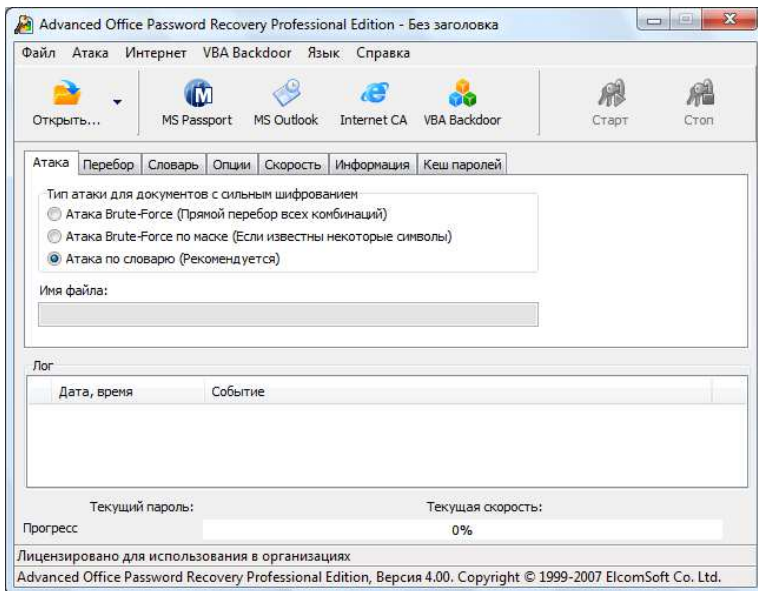 Advanced Office Password Recovery Professional Edition - Без заголовка
Файл Атака Интернет VBA Backdoor Язык Справка
Открыть... MS Passport MS Outlook Internet CA VBA Backdoor Старт Стоп
Атака Перебор Словарь Опции Скорость Информация Кеш паролей
Тип атаки для документов с сильным шифрованием
Атака Brute-Force (Прямой перебор всех комбинаций)
Атака Brute-Force по маске (Если известны некоторые символы)
Атака по словарю (Рекомендуется)
Имя файла:
Лог
Дата, время Событие
Текущий пароль: Текущая скорость:
Прогресс 0%
Лицензировано для использования в организациях
Advanced Office Password Recovery Professional Edition, Версия 4.00. Copyright © 1999-2007 ElcomSoft Co. Ltd.